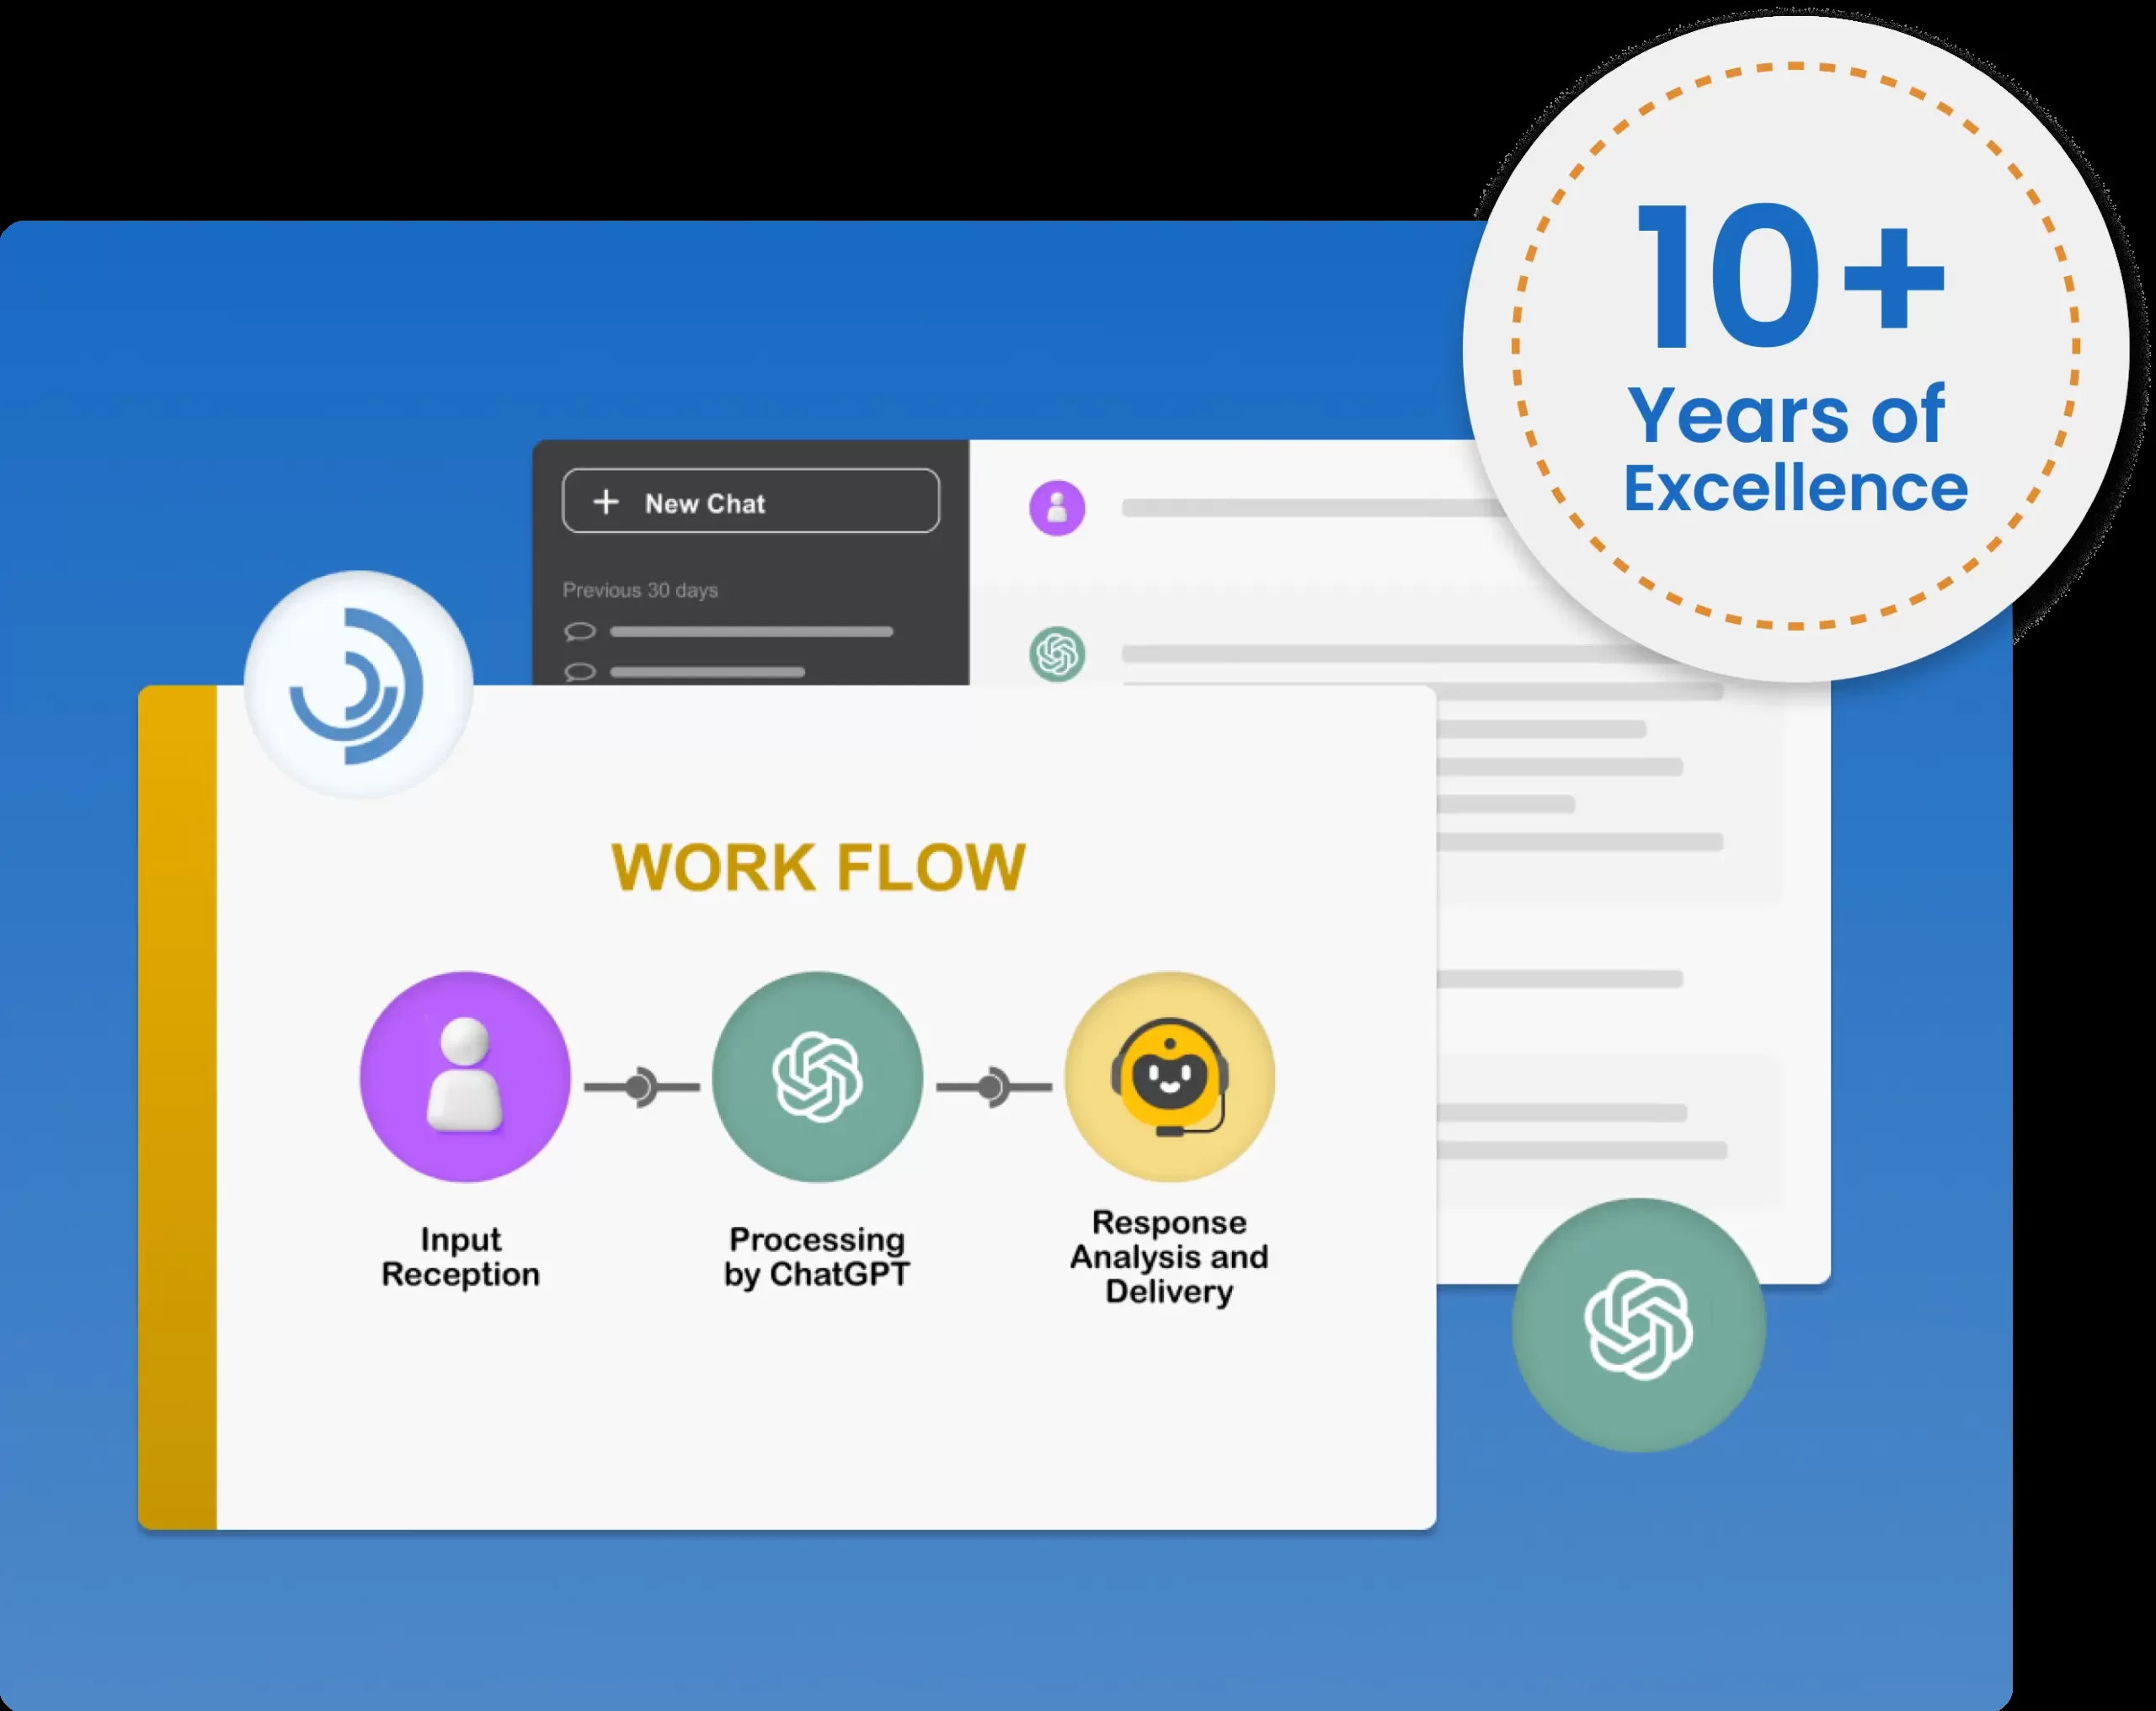 10+
Years of
Excellence
New Chat
Previous 30 days
WORK FLOW
Input
Reception
Processing
by ChatGPT
Response
Analysis and
Delivery